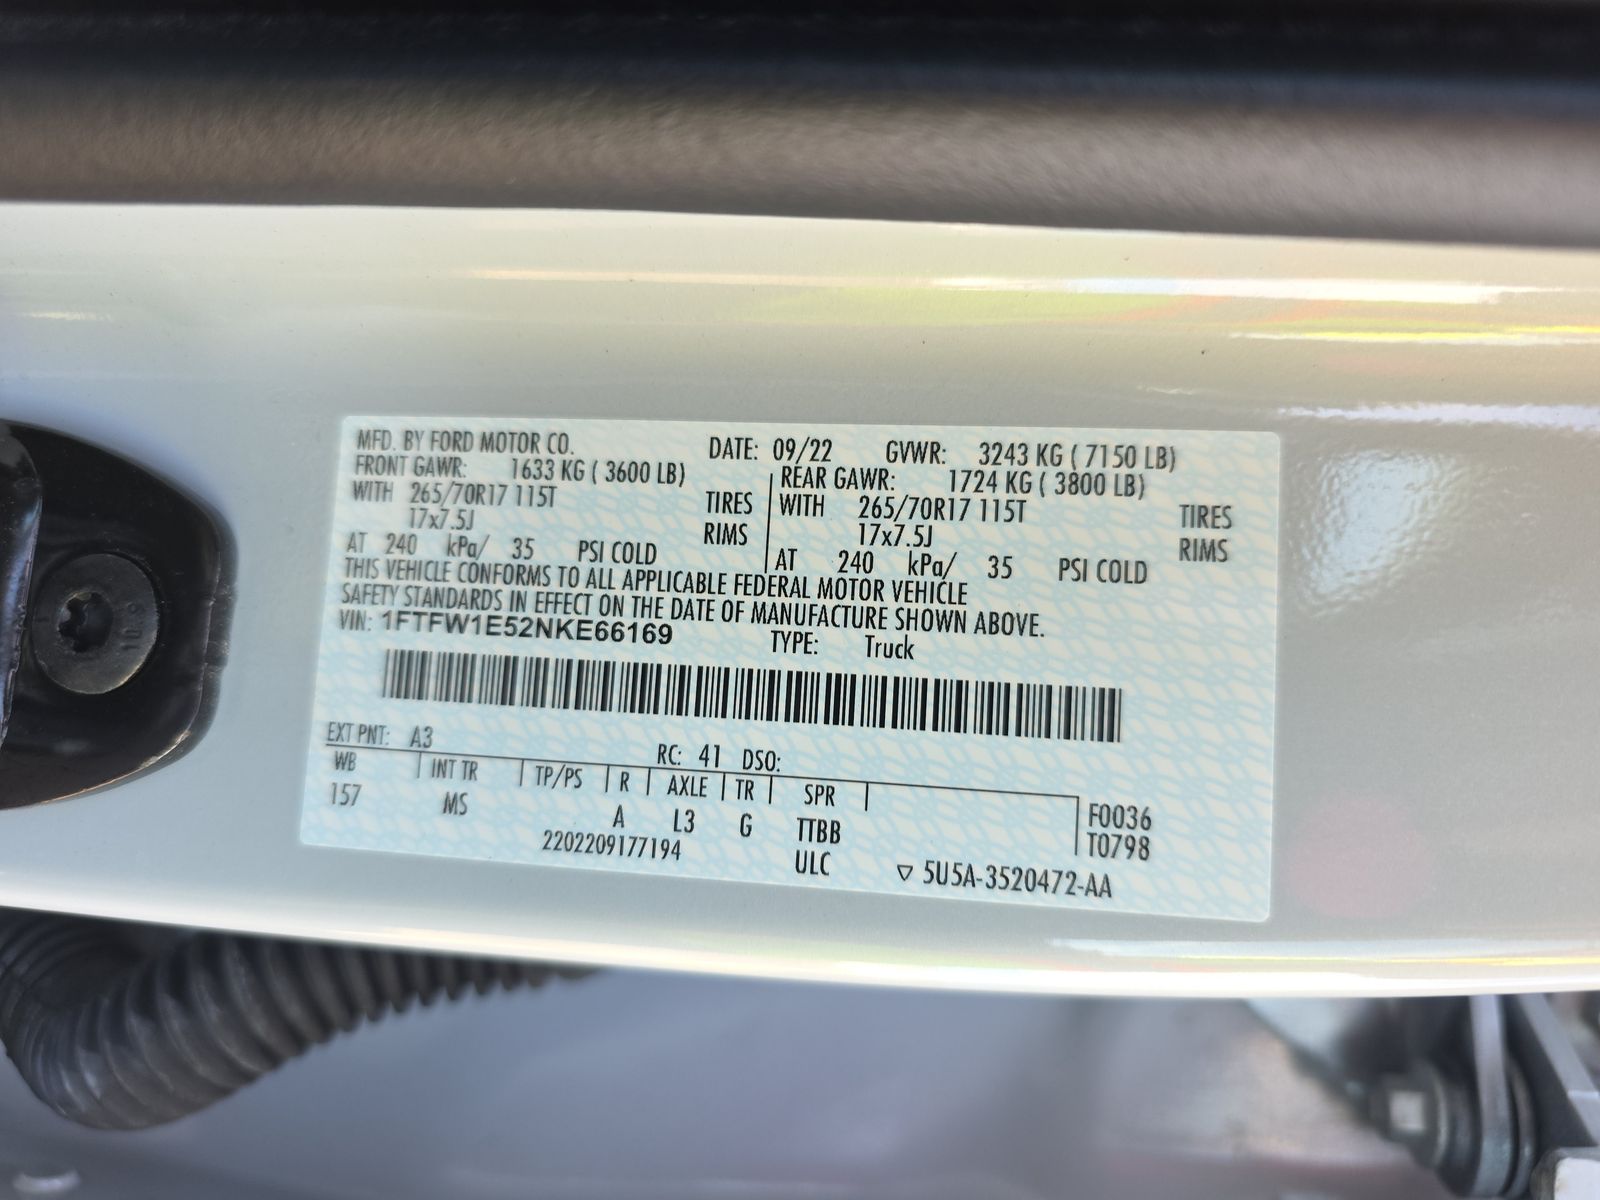 MFD. BY FORD MOTOR CO. DATE: 09/22 GVWR: 3243 KG ( 7150 LB)
FRONT GAWR: 1633 KG ( 3600 LB) REAR GAWR: 1724 KG ( 3800 LB)
WITH 265/70R17 115T TIRES WITH 265/70R17 115T TIRES
17x7.5J RIMS 17x7.5J RIMS
AT 240 kPa/ 35 PSI COLD AT 240 kPa/ 35 PSI COLD
THIS VEHICLE CONFORMS TO ALL APPLICABLE FEDERAL MOTOR VEHICLE
SAFETY STANDARDS IN EFFECT ON THE DATE OF MANUFACTURE SHOWN ABOVE.
VIN: 1FTFW1E52NKE66169 TYPE: Truck
EXT PNT: A3 RC: 41 DSO:
WB INT TR TP/PS R AXLE TR SPR F0036
157 MS A L3 G TTBB T0798
2202209177194 ULC 5U5A-3520472-AA